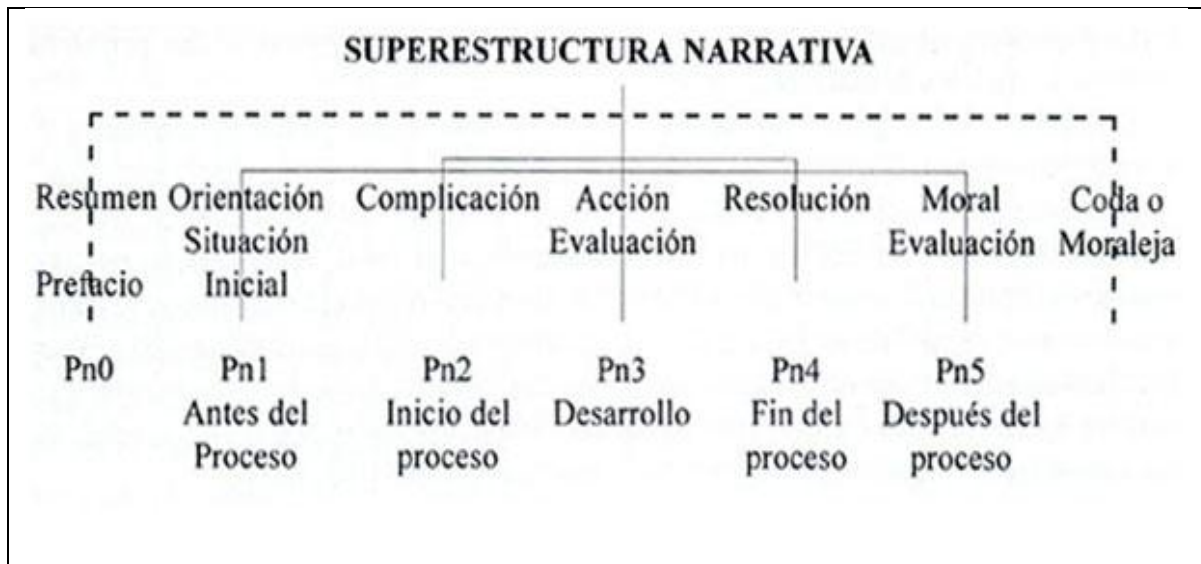 SUPERESTRUCTURA NARRATIVA
Resumen Orientación Complicación Acción Resolución Moral Coda o
Situación Evaluación Evaluación Moraleja
Prefacio Inicial
Pn0 Pn1 Pn2 Pn3 Pn4 Pn5
Antes del Inicio del Desarrollo Fin del Después del
Proceso proceso proceso proceso